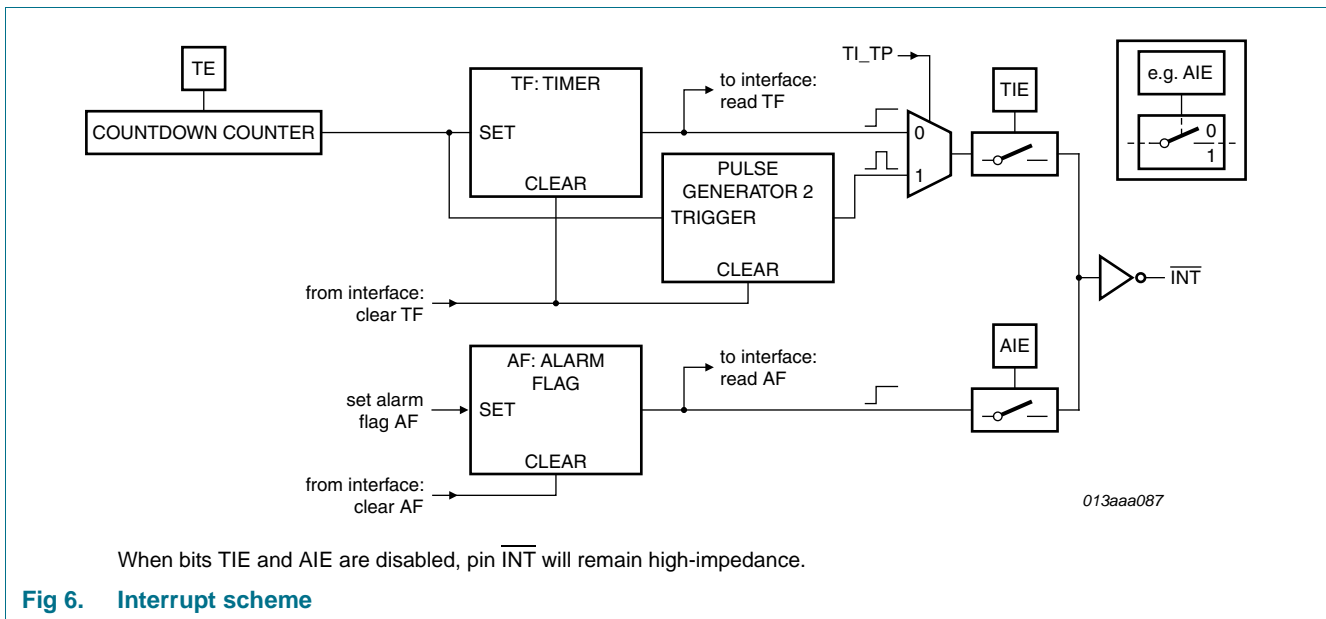 TE
COUNTDOWN COUNTER
TF: TIMER
SET
CLEAR
to interface:
read TF
PULSE
GENERATOR 2
TRIGGER
CLEAR
from interface:
clear TF
TI_TP
0
1
TIE
e.g. AIE
0
1
INT
AF: ALARM
FLAG
SET
CLEAR
set alarm
flag AF
from interface:
clear AF
to interface:
read AF
AIE
013aaa087
When bits TIE and AIE are disabled, pin INT will remain high-impedance.
Fig 6. Interrupt scheme